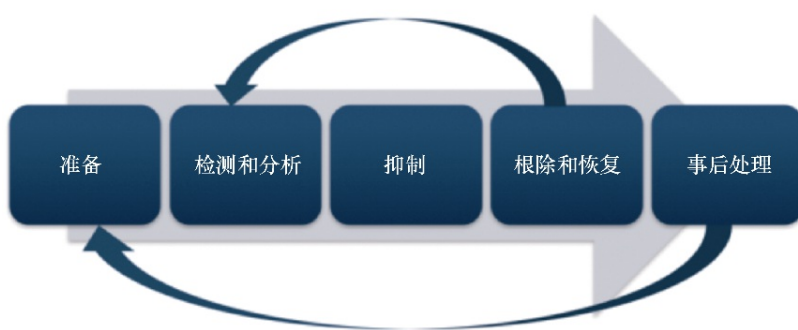 准备
检测和分析
抑制
根除和恢复
事后处理